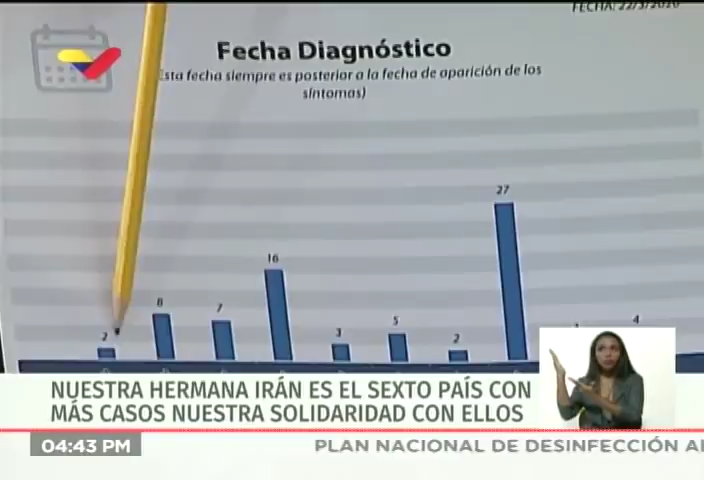 FECHA: 22/3/2020
Fecha Diagnóstico
(Esta fecha siempre es posterior a la fecha de aparición de los
síntomas)
27
16
8
7
5
4
3
2
2
NUESTRA HERMANA IRÁN ES EL SEXTO PAÍS CON
MÁS CASOS NUESTRA SOLIDARIDAD CON ELLOS
04:43 PM
PLAN NACIONAL DE DESINFECCIÓN